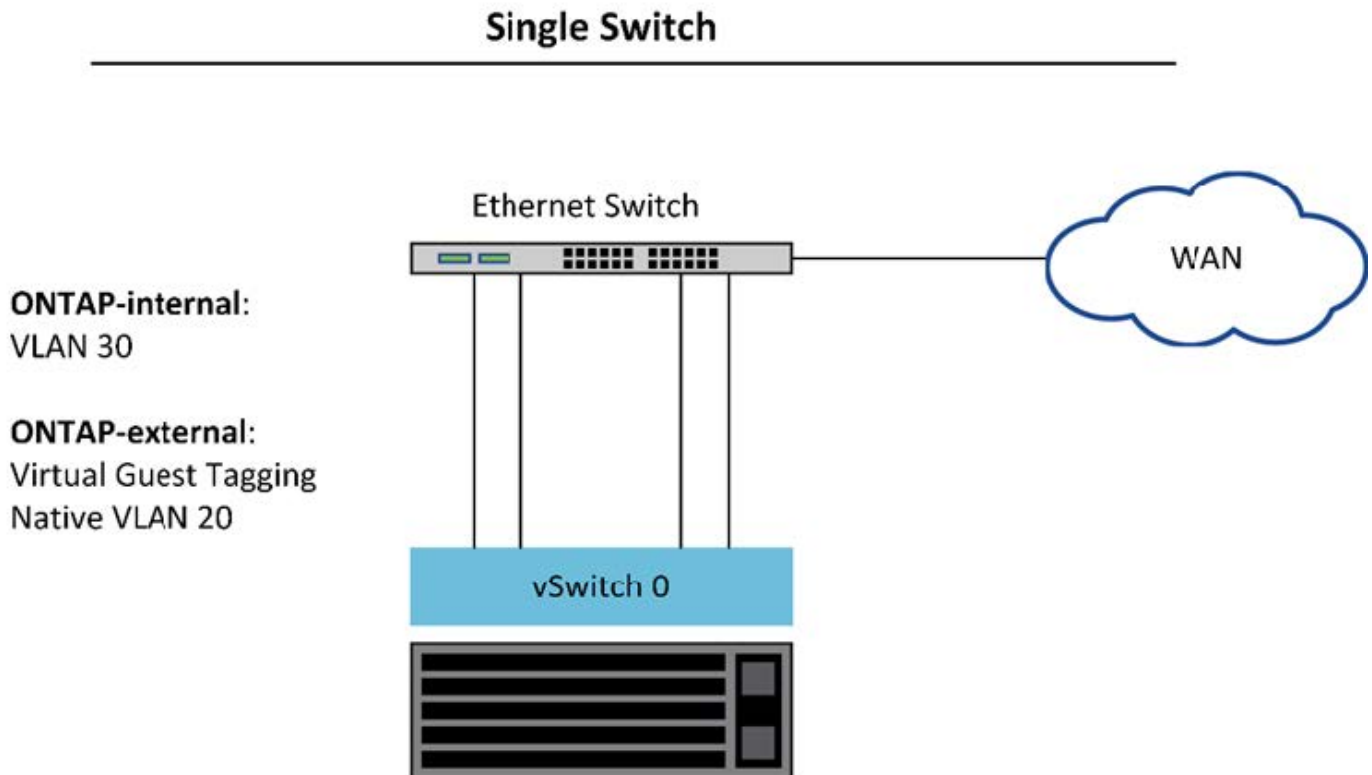 Single Switch
Ethernet Switch
WAN
ONTAP-internal:
VLAN 30
ONTAP-external:
Virtual Guest Tagging
Native VLAN 20
vSwitch 0